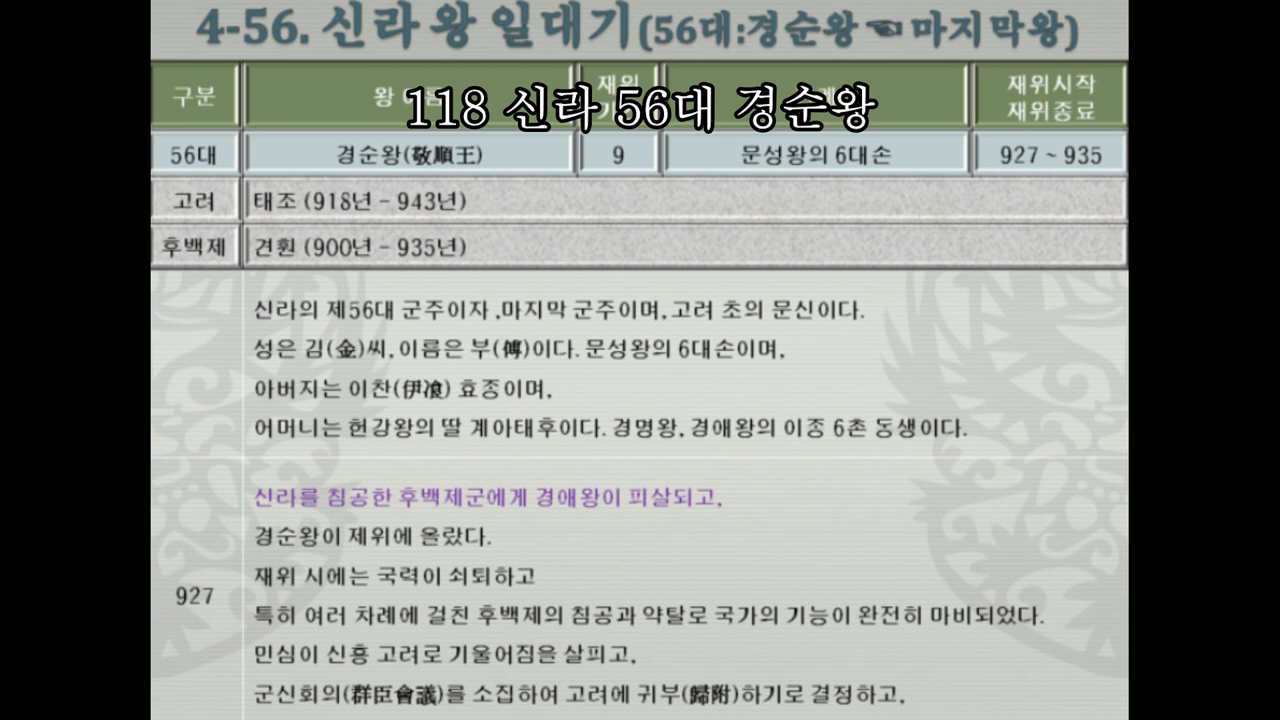 4-56. 신라 왕 일대기(56대:경순왕☜마지막왕)
118 신라 56대 경순왕
구분 재위시작
재위종료
56대 경순왕(敬順王) 9 문성왕의 6대손 927 ~ 935
고려 태조 (918년 - 943년)
후백제 견훤 (900년 - 935년)
신라의 제56대 군주이자 ,마지막 군주이며, 고려 초의 문신이다.
성은 김(金)씨, 이름은 부(傅)이다. 문성왕의 6대손이며,
아버지는 이찬(伊飡) 효종이며,
어머니는 헌강왕의 딸 계아태후이다. 경명왕, 경애왕의 이종 6촌 동생이다.
927
신라를 침공한 후백제군에게 경애왕이 피살되고,
경순왕이 제위에 올랐다.
재위 시에는 국력이 쇠퇴하고
특히 여러 차례에 걸친 후백제의 침공과 약탈로 국가의 기능이 완전히 마비되었다.
민심이 신흥 고려로 기울어짐을 살피고,
군신회의(群臣會議)를 소집하여 고려에 귀부(歸附)하기로 결정하고,